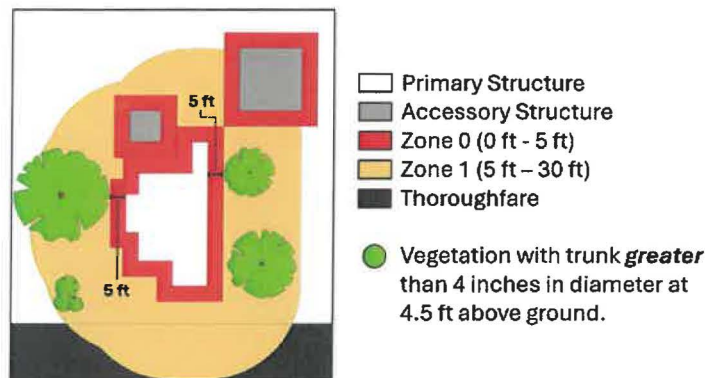 5 ft
5 ft
Primary Structure
Accessory Structure
Zone 0 (0 ft - 5 ft)
Zone 1 (5 ft – 30 ft)
Thoroughfare
Vegetation with trunk greater
than 4 inches in diameter at
4.5 ft above ground.